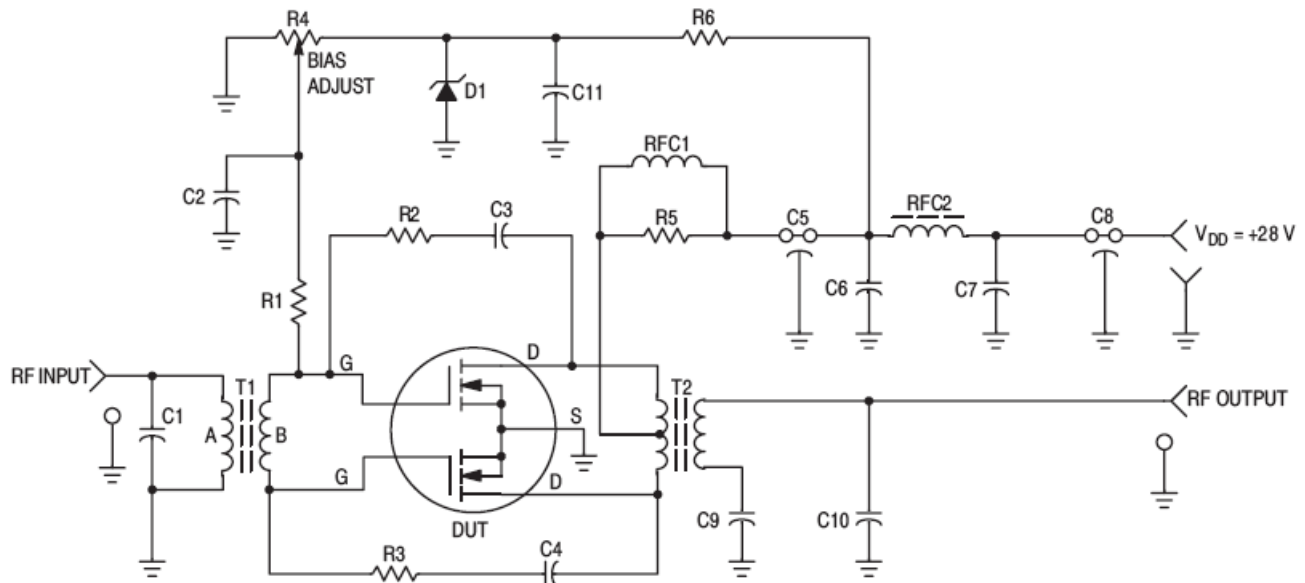 R4
R6
BIAS
ADJUST
D1
C11
RFC1
C2
R2
C3
R5
C5
RFC2
C8
V_DD = +28 V
R1
C6
C7
G
D
RF INPUT
T1
T2
RF OUTPUT
C1
A
B
S
G
D
C9
C10
DUT
R3
C4